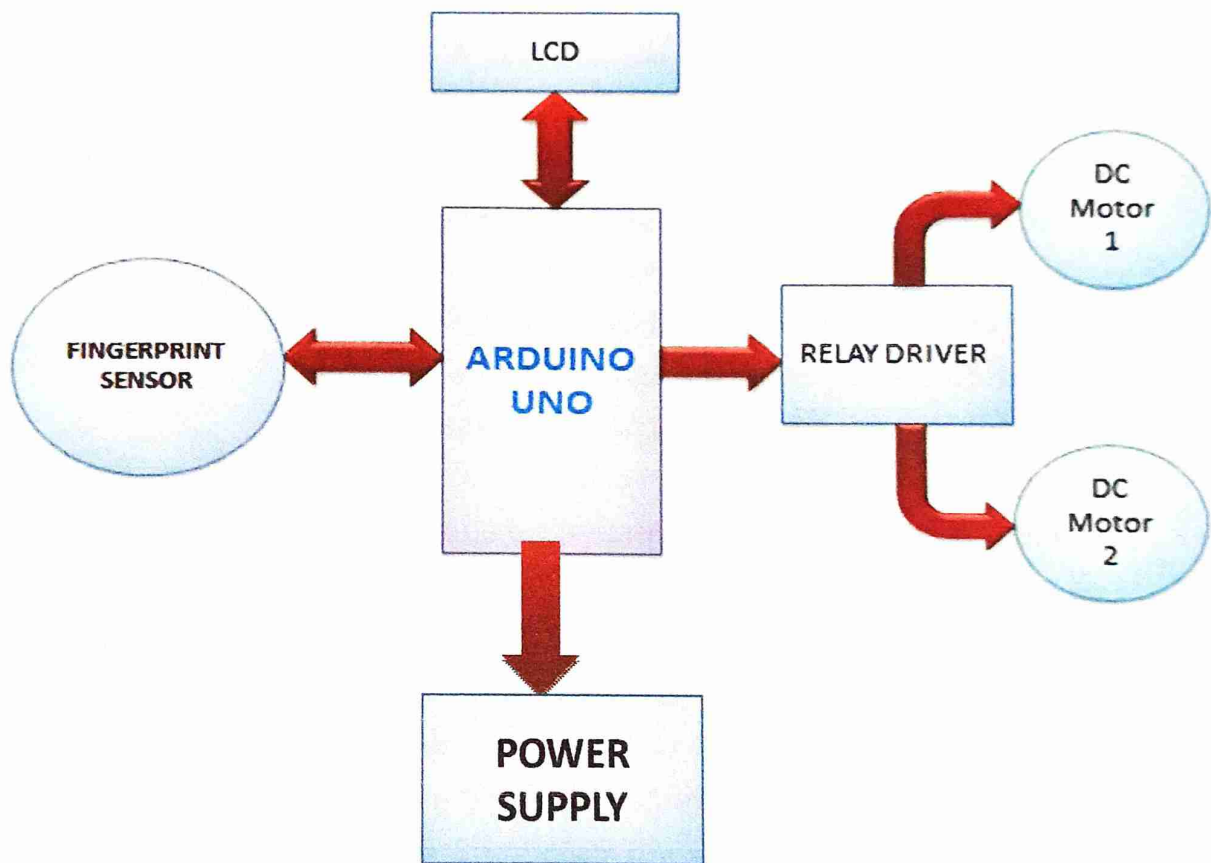 LCD
DC
Motor
1
FINGERPRINT
SENSOR
ARDUINO
UNO
RELAY DRIVER
DC
Motor
2
POWER
SUPPLY